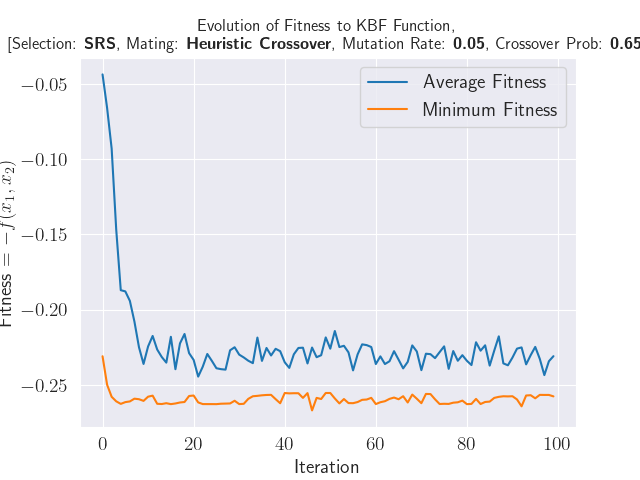 Evolution of Fitness to KBF Function,
[Selection: SRS, Mating: Heuristic Crossover, Mutation Rate: 0.05, Crossover Prob: 0.65
Average Fitness
Minimum Fitness
−0.05
−0.10
−0.15
−0.20
−0.25
Fitness = −f(x₁, x₂)
0 20 40 60 80 100
Iteration